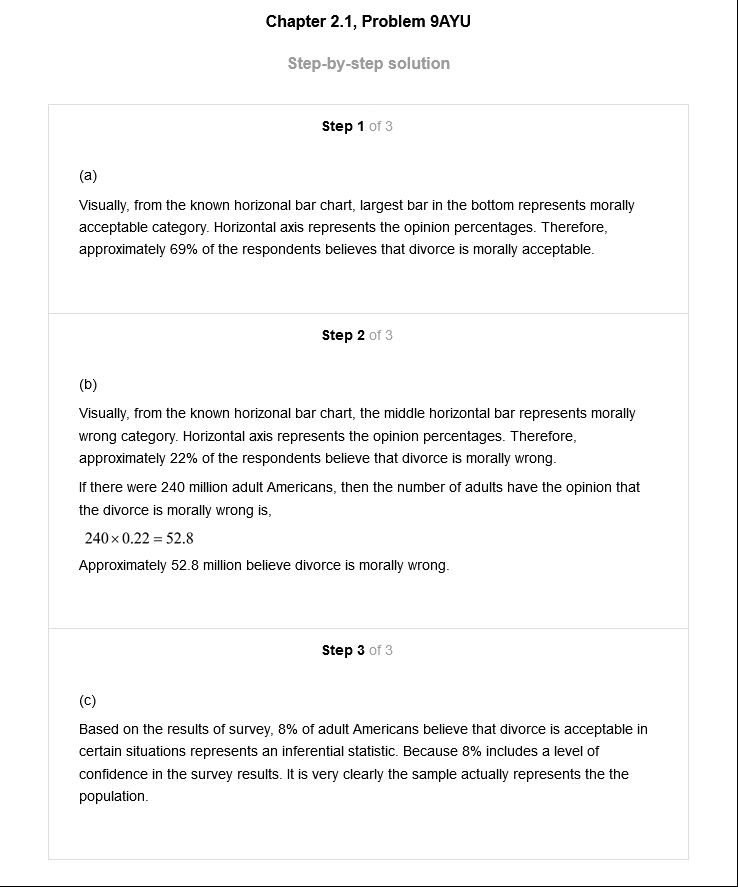 Chapter 2.1, Problem 9AYU
Step-by-step solution
Step 1 of 3
(a)
Visually, from the known horizonal bar chart, largest bar in the bottom represents morally
acceptable category. Horizontal axis represents the opinion percentages. Therefore,
approximately 69% of the respondents believes that divorce is morally acceptable.
Step 2 of 3
(b)
Visually, from the known horizonal bar chart, the middle horizontal bar represents morally
wrong category. Horizontal axis represents the opinion percentages. Therefore,
approximately 22% of the respondents believe that divorce is morally wrong.
If there were 240 million adult Americans, then the number of adults have the opinion that
the divorce is morally wrong is,
240×0.22 = 52.8
Approximately 52.8 million believe divorce is morally wrong.
Step 3 of 3
(c)
Based on the results of survey, 8% of adult Americans believe that divorce is acceptable in
certain situations represents an inferential statistic. Because 8% includes a level of
confidence in the survey results. It is very clearly the sample actually represents the the
population.